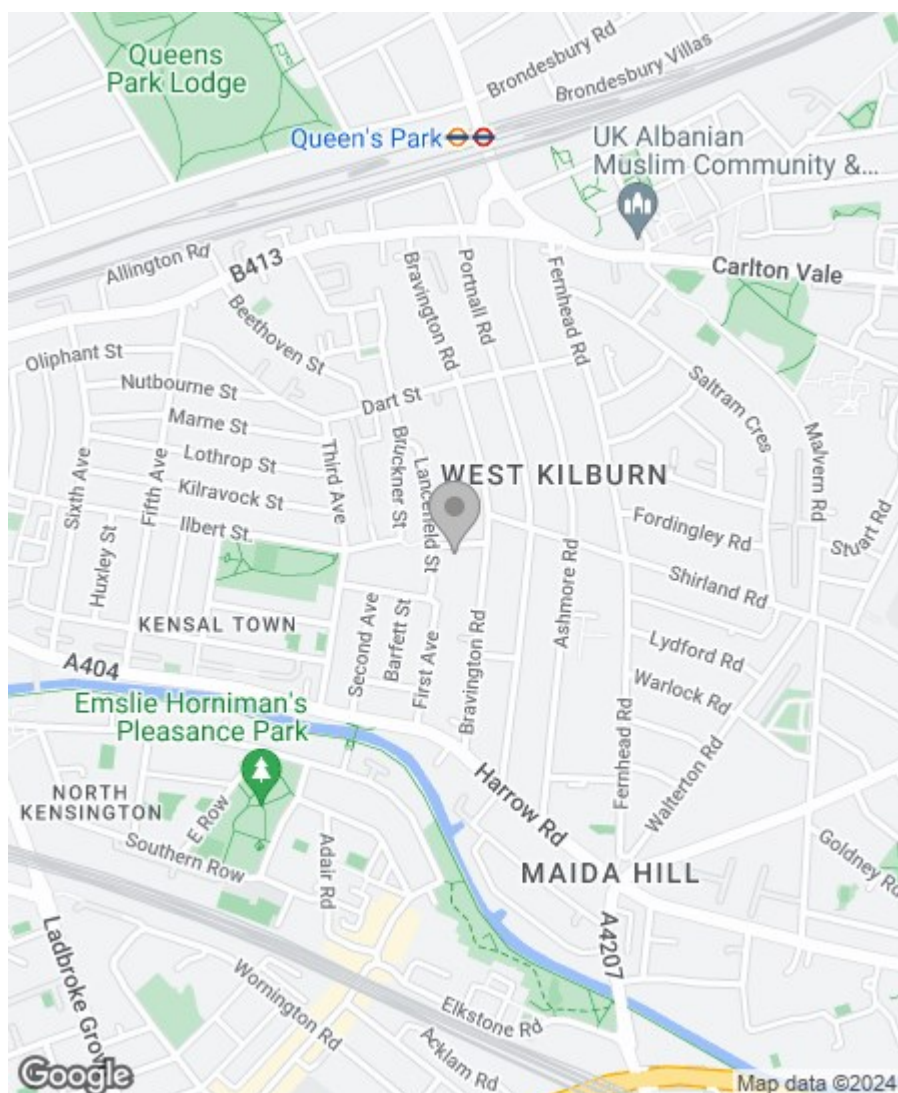 Queens
Park Lodge
Brondesbury Rd
Brondesbury Villas
Queen's Park
UK Albanian
Muslim Community &...
Allington Rd
B413
Bravington Rd
Portnall Rd
Fernhead Rd
Carlton Vale
Beethoven St
Oliphant St
Nutbourne St
Dart St
Saltram Cres
Marne St
Malvern Rd
Lothrop St
Third Ave
Bruckner St
Lancefield St
WEST KILBURN
Sixth Ave
Fifth Ave
Kilravock St
Ilbert St
Fordingley Rd
Stuart Rd
Huxley St
Ashmore Rd
Shirland Rd
KENSAL TOWN
Second Ave
Barfett St
First Ave
Bravington Rd
Lydford Rd
A404
Warlock Rd
Emslie Horniman's
Pleasance Park
Fernhead Rd
Walterton Rd
NORTH
KENSINGTON
E Row
Harrow Rd
Southern Row
Adair Rd
MAIDA HILL
Goldney Rd
Ladbroke Grove
A4207
Wornington Rd
Elkstone Rd
Acklam Rd
Google
Map data ©2024